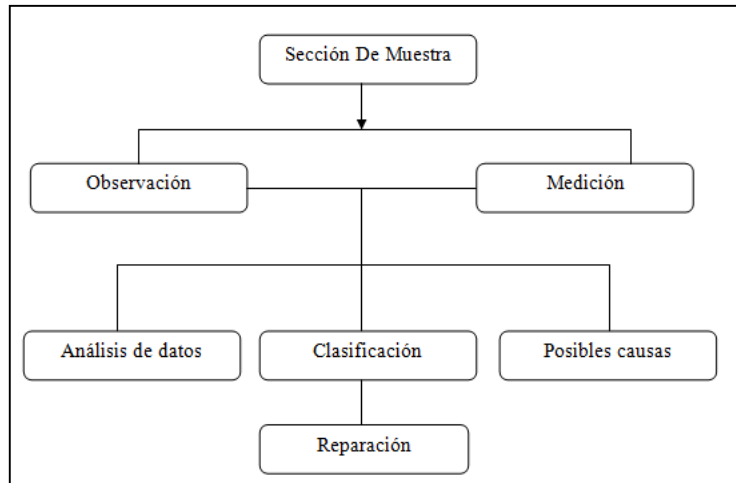 Sección De Muestra
Observación
Medición
Análisis de datos
Clasificación
Posibles causas
Reparación